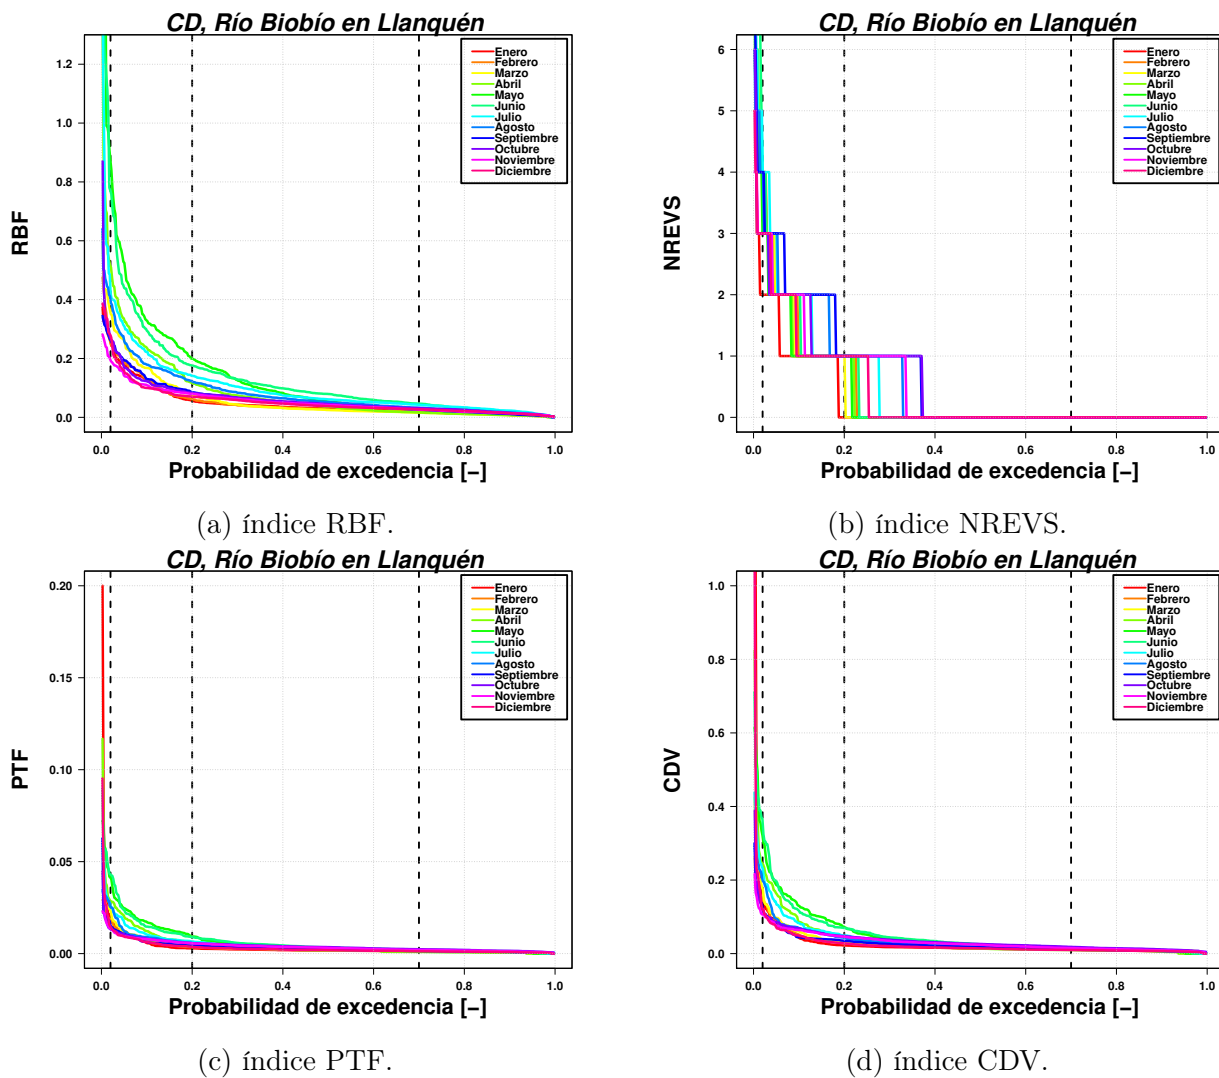 CD, Río Biobío en Llanquén
RBF
1.2
1.0
0.8
0.6
0.4
0.2
0.0
Enero
Febrero
Marzo
Abril
Mayo
Junio
Julio
Agosto
Septiembre
Octubre
Noviembre
Diciembre
0.0 0.2 0.4 0.6 0.8 1.0
Probabilidad de excedencia [−]
(a) índice RBF.
CD, Río Biobío en Llanquén
NREVS
6
5
4
3
2
1
0
Enero
Febrero
Marzo
Abril
Mayo
Junio
Julio
Agosto
Septiembre
Octubre
Noviembre
Diciembre
0.0 0.2 0.4 0.6 0.8 1.0
Probabilidad de excedencia [−]
(b) índice NREVS.
CD, Río Biobío en Llanquén
PTF
0.20
0.15
0.10
0.05
0.00
Enero
Febrero
Marzo
Abril
Mayo
Junio
Julio
Agosto
Septiembre
Octubre
Noviembre
Diciembre
0.0 0.2 0.4 0.6 0.8 1.0
Probabilidad de excedencia [−]
(c) índice PTF.
CD, Río Biobío en Llanquén
CDV
1.0
0.8
0.6
0.4
0.2
0.0
Enero
Febrero
Marzo
Abril
Mayo
Junio
Julio
Agosto
Septiembre
Octubre
Noviembre
Diciembre
0.0 0.2 0.4 0.6 0.8 1.0
Probabilidad de excedencia [−]
(d) índice CDV.